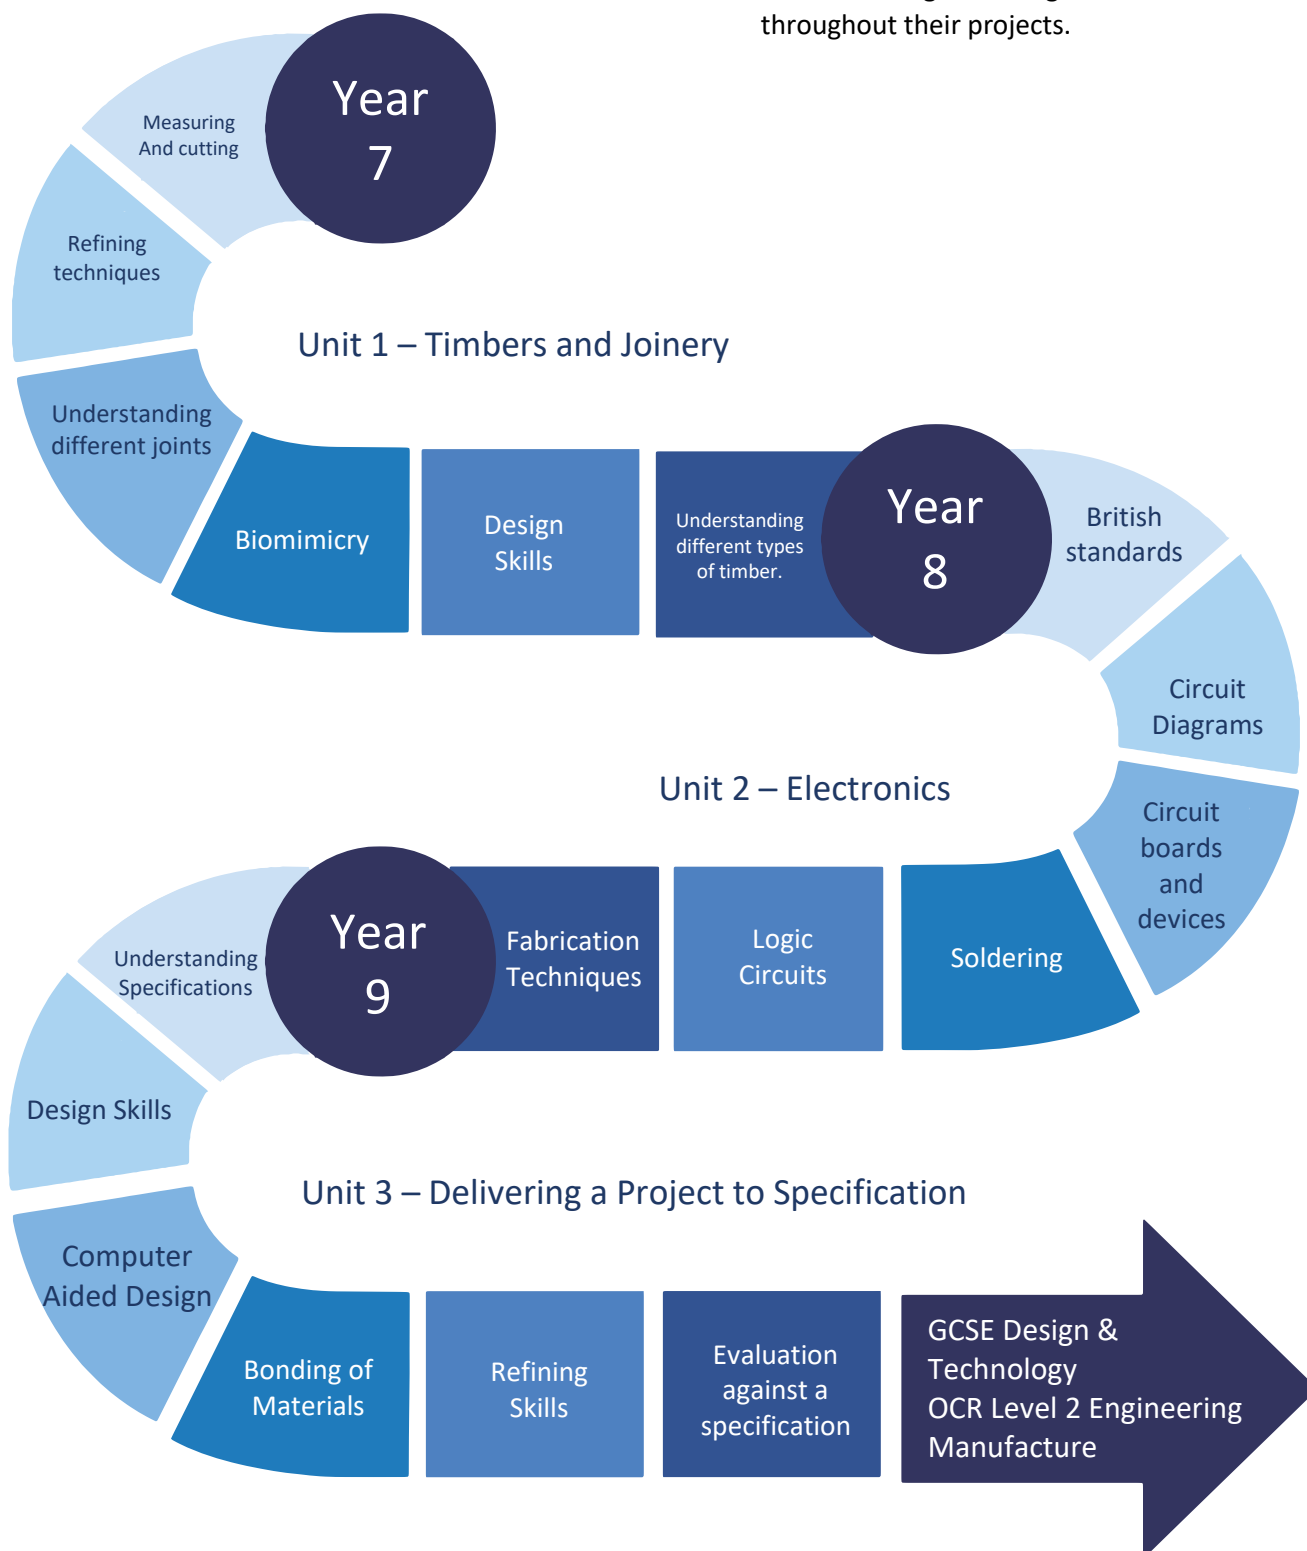 throughout their projects.
Year
7
Measuring
And cutting
Refining
techniques
Unit 1 – Timbers and Joinery
Understanding
different joints
Biomimicry
Design
Skills
Understanding
different types
of timber.
Year
8
British
standards
Circuit
Diagrams
Unit 2 – Electronics
Circuit
boards
and
devices
Soldering
Logic
Circuits
Fabrication
Techniques
Year
9
Understanding
Specifications
Design Skills
Unit 3 – Delivering a Project to Specification
Computer
Aided Design
Bonding of
Materials
Refining
Skills
Evaluation
against a
specification
GCSE Design &
Technology
OCR Level 2 Engineering
Manufacture